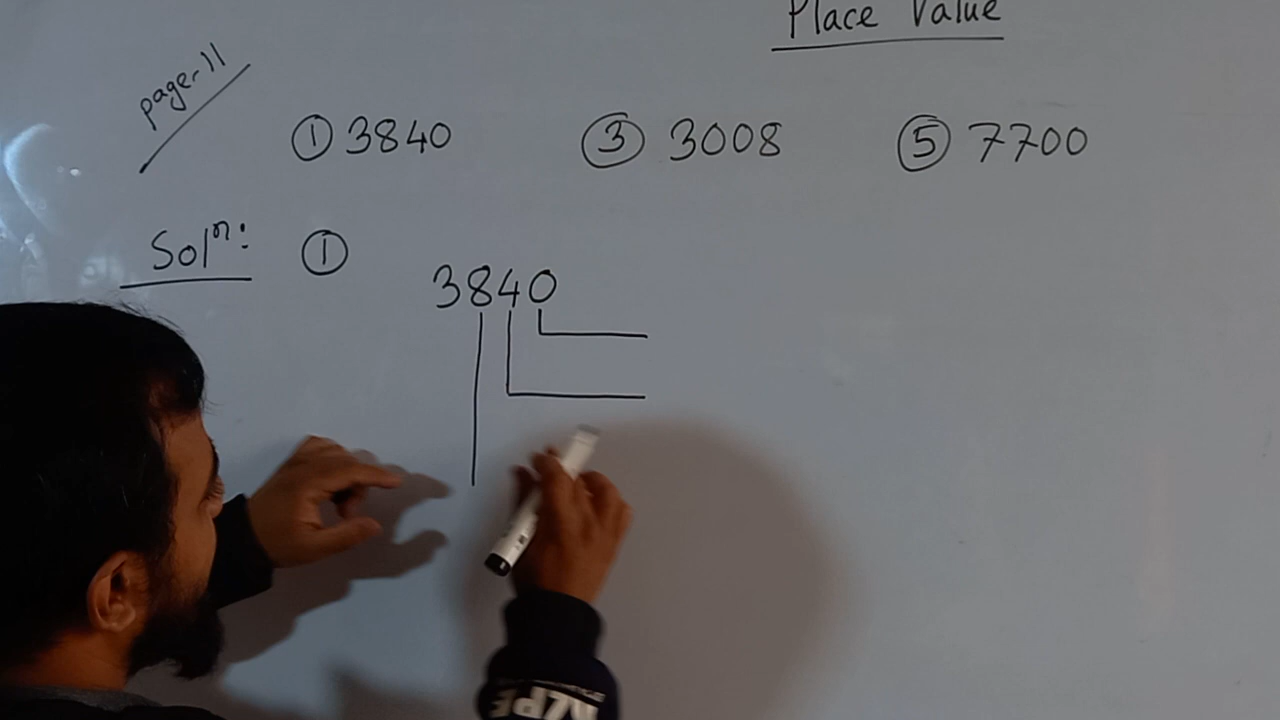 Place Value
page-11
① 3840 ③ 3008 ⑤ 7700
Solⁿ: ①
3840